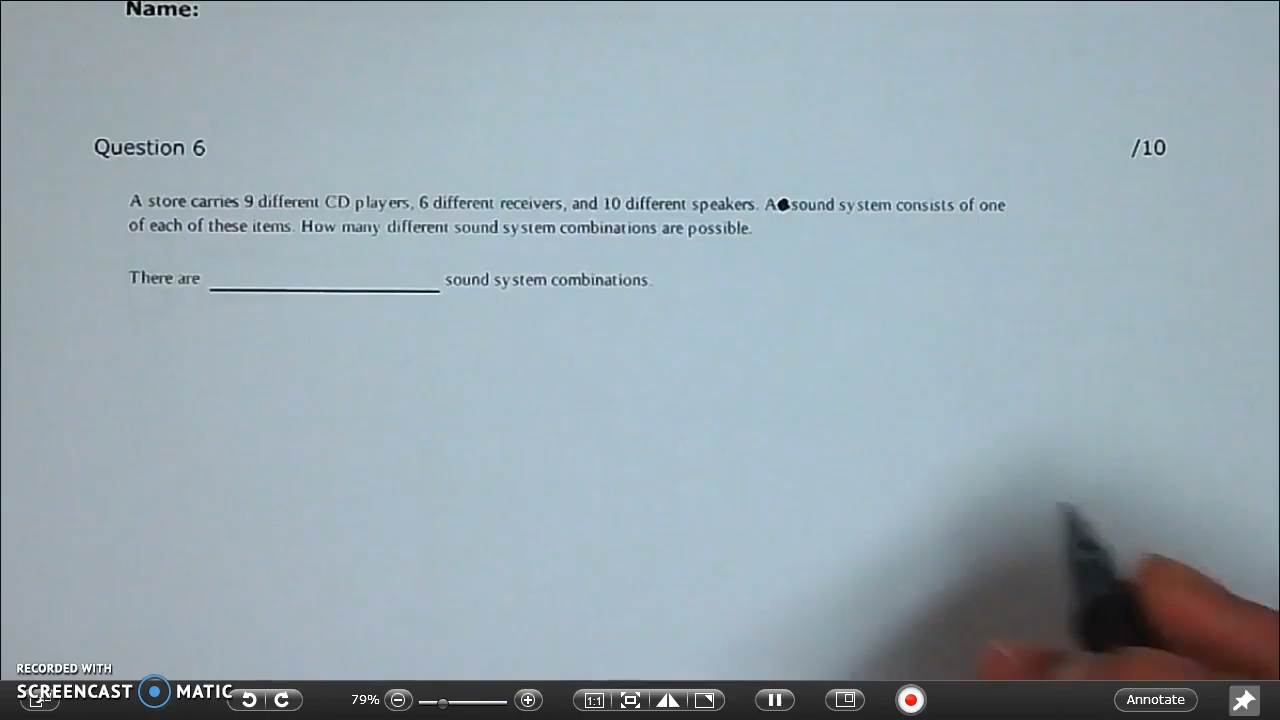 Name:
Question 6
/10
A store carries 9 different CD players, 6 different receivers, and 10 different speakers. A sound system consists of one
of each of these items. How many different sound system combinations are possible.
There are ____________________ sound system combinations.
RECORDED WITH
SCREENCAST MATIC
79%
1:1
Annotate